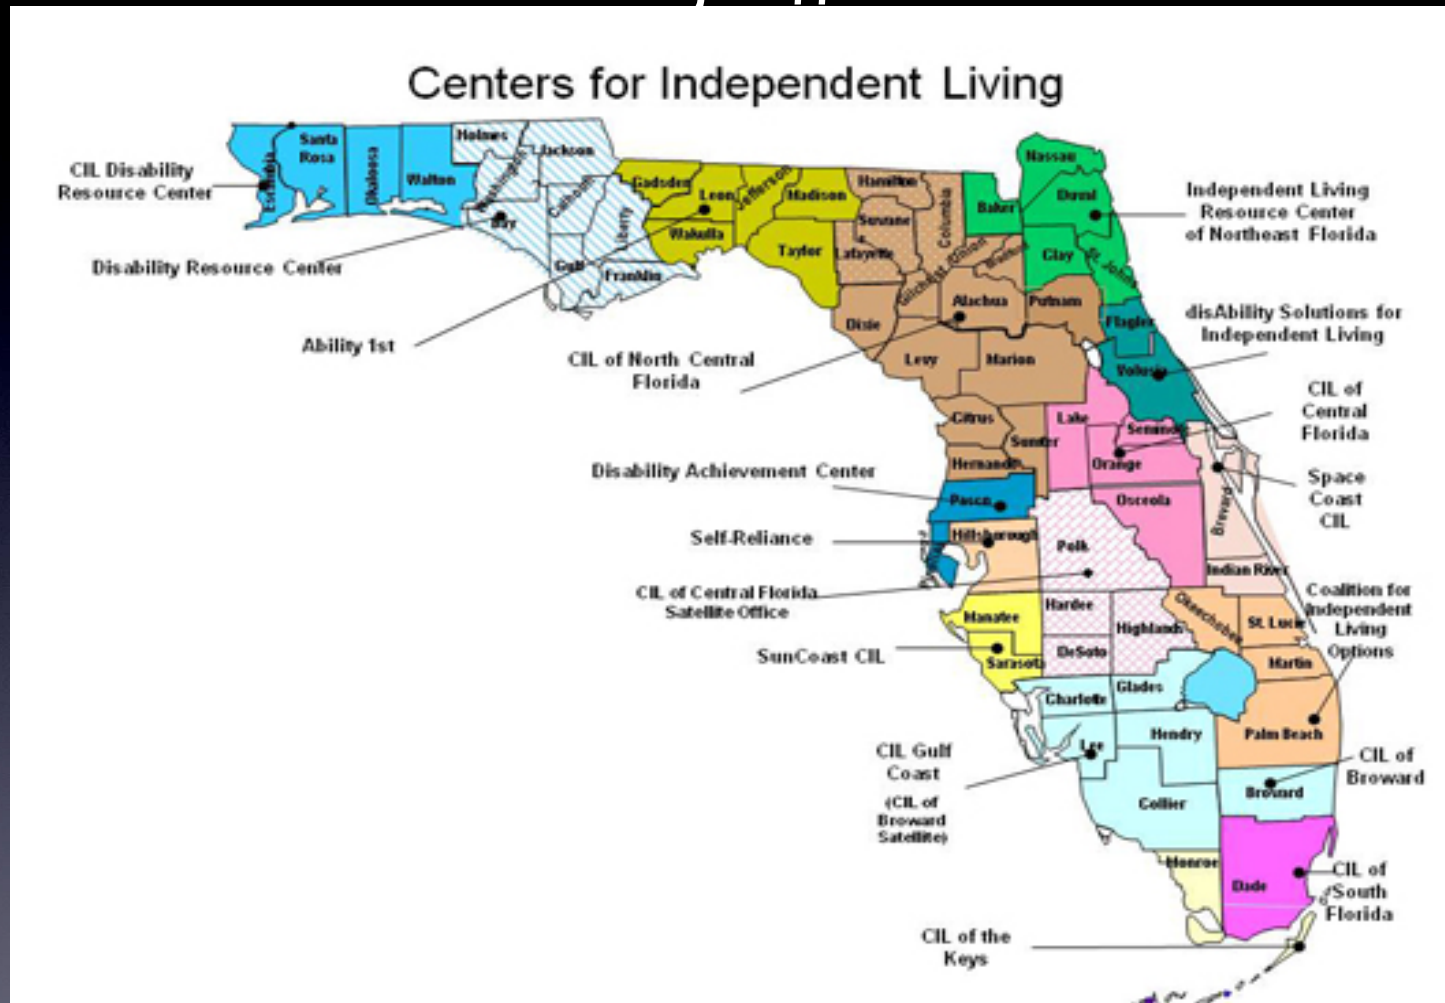 Centers for Independent Living
CIL Disability
Resource Center
Disability Resource Center
Ability 1st
CIL of North Central
Florida
Disability Achievement Center
Self-Reliance
CIL of Central Florida
Satellite Office
SunCoast CIL
CIL Gulf
Coast
(CIL of
Broward
Satellite)
CIL of the
Keys
Independent Living
Resource Center
of Northeast Florida
disAbility Solutions for
Independent Living
CIL of
Central
Florida
Space
Coast
CIL
Coalition for
Independent
Living
Options
CIL of
Broward
CIL of
South
Florida
Escambia
Santa
Rosa
Okaloosa
Walton
Holmes
Washington
Jackson
Bay
Calhoun
Liberty
Gulf
Franklin
Gadsden
Leon
Wakulla
Jefferson
Madison
Taylor
Hamilton
Suwane
Lafayette
Columbia
Dixie
Gilchrist
Union
Bradford
Alachua
Putnam
Levy
Marion
Citrus
Sumter
Hernando
Baker
Nassau
Duval
Clay
St. Johns
Flagler
Volusia
Lake
Seminole
Orange
Osceola
Brevard
Indian River
Pasco
Hillsborough
Polk
Hardee
Highlands
DeSoto
Manatee
Sarasota
Okeechobee
St. Lucie
Martin
Palm Beach
Charlotte
Glades
Lee
Hendry
Collier
Broward
Monroe
Dade